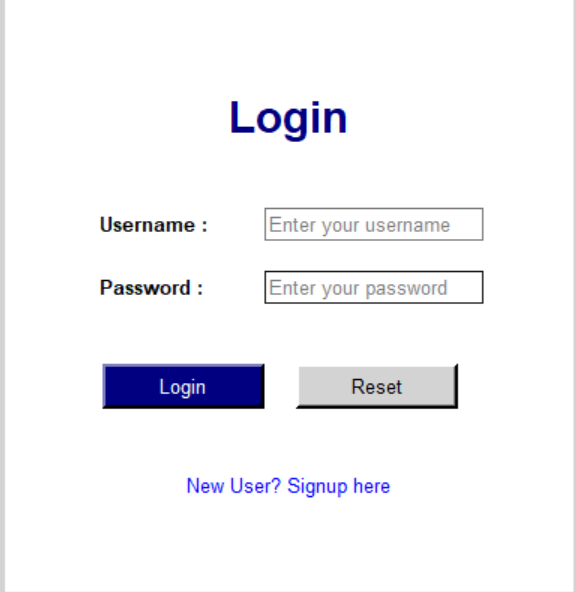 Login
Username : Enter your username
Password : Enter your password
Login Reset
New User? Signup here